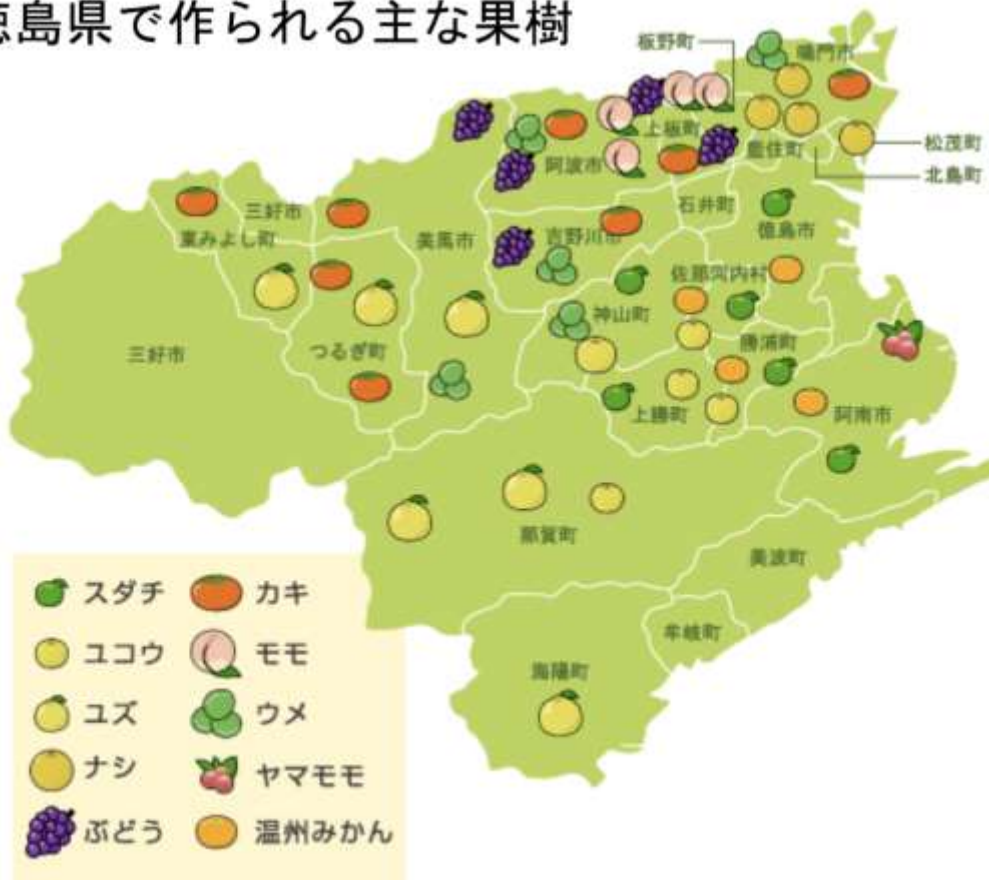 徳島県で作られる主な果樹
板野町
鳴門市
上板町
松茂町
阿波市
藍住町
北島町
石井町
三好市
東みよし町
美馬市
吉野川市
徳島市
佐那河内村
神山町
勝浦町
三好市
つるぎ町
上勝町
阿南市
那賀町
美波町
牟岐町
海陽町
スダチ カキ
ユコウ モモ
ユズ ウメ
ナシ ヤマモモ
ぶどう 温州みかん